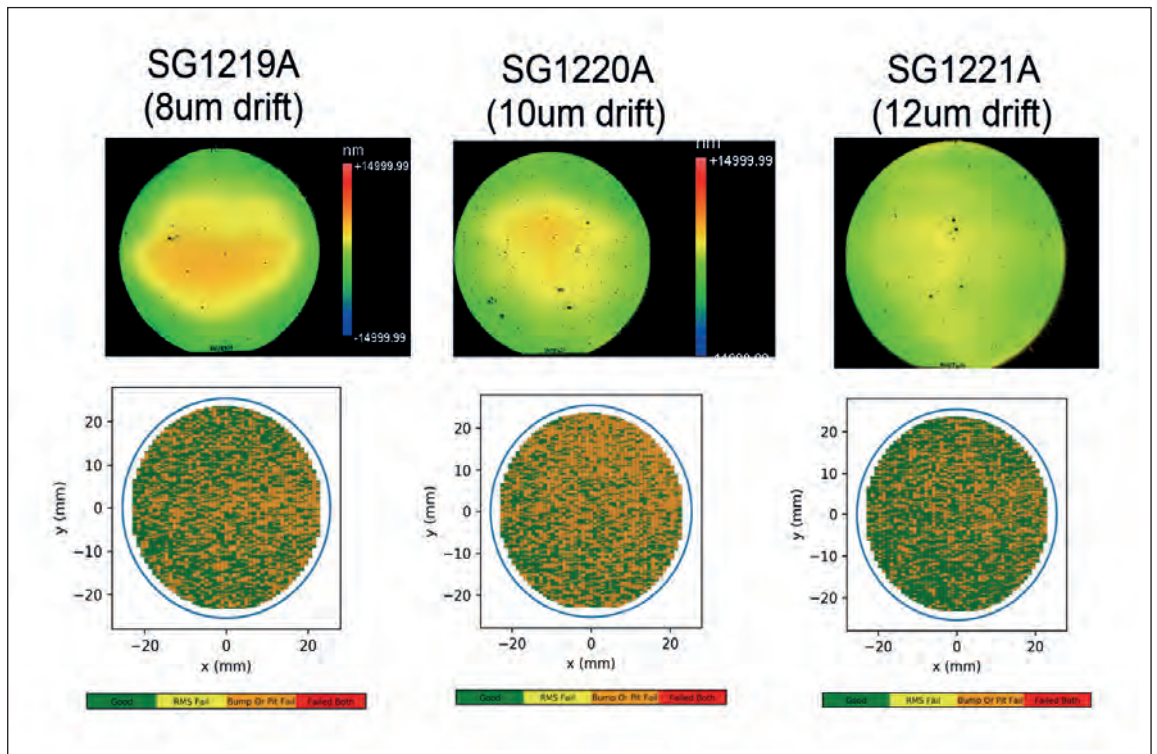 SG1219A
(8um drift)
SG1220A
(10um drift)
SG1221A
(12um drift)
nm
+14999.99
-14999.99
nm
+14999.99
-14999.99
20
10
0
−10
−20
y (mm)
−20
0
20
x (mm)
20
10
0
−10
−20
y (mm)
−20
0
20
x (mm)
20
10
0
−10
−20
y (mm)
−20
0
20
x (mm)
Good
RMS Fail
Bump Or Pit Fail
Failed Both
Good
RMS Fail
Bump Or Pit Fail
Failed Both
Good
RMS Fail
Bump Or Pit Fail
Failed Both